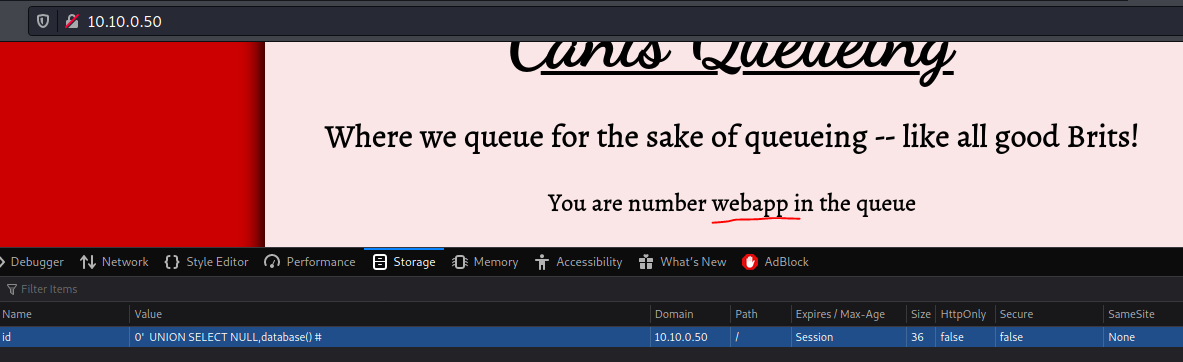 10.10.0.50
Canis Queueing
Where we queue for the sake of queueing -- like all good Brits!
You are number webapp in the queue
Debugger Network Style Editor Performance Storage Memory Accessibility What's New AdBlock
Filter Items
Name Value Domain Path Expires / Max-Age Size HttpOnly Secure SameSite
id 0' UNION SELECT NULL,database() # 10.10.0.50 / Session 36 false false None